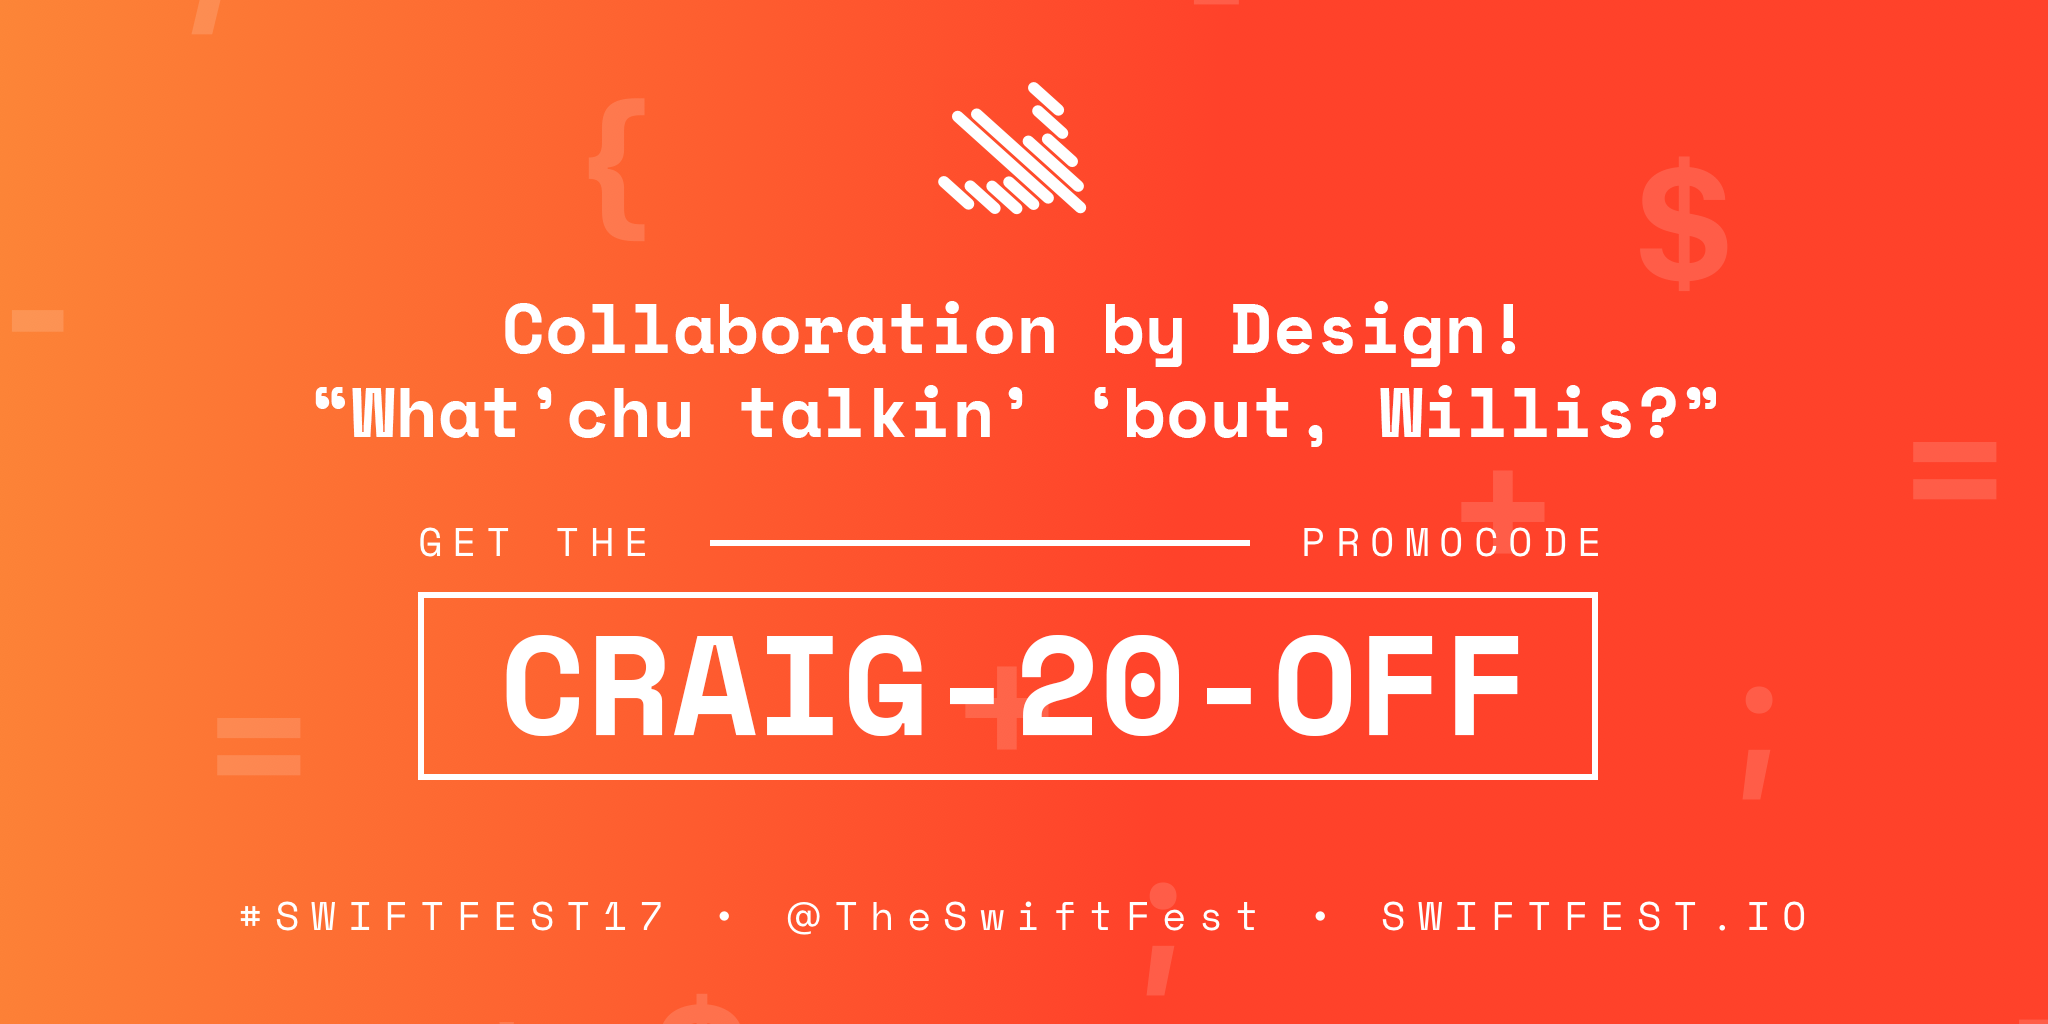 Collaboration by Design!
“What’chu talkin’ ‘bout, Willis?”
GET THE PROMOCODE
CRAIG-20-OFF
#SWIFTFEST17 • @TheSwiftFest • SWIFTFEST.IO